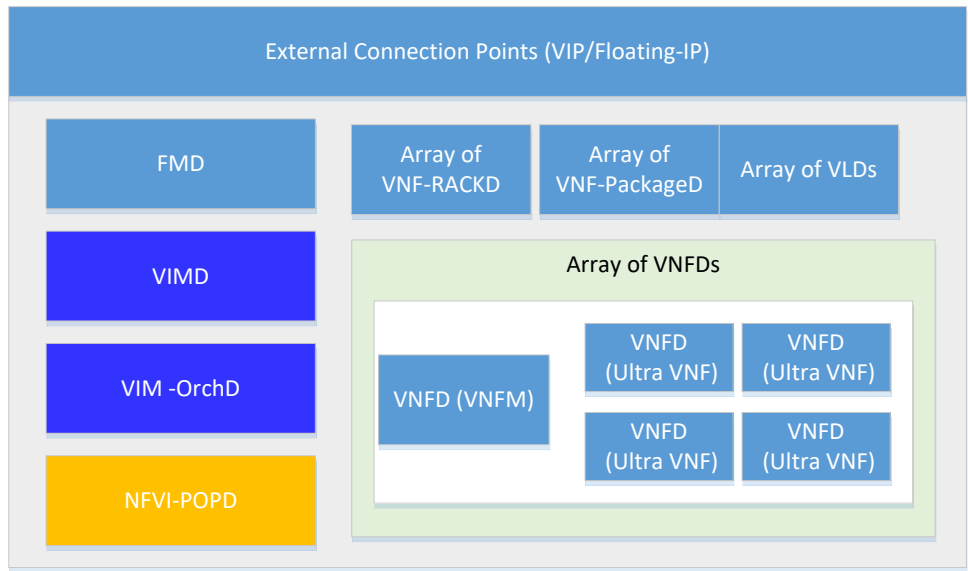 External Connection Points (VIP/Floating-IP)
FMD
Array of
VNF-RACKD
Array of
VNF-PackageD
Array of VLDs
VIMD
VIM -OrchD
NFVI-POPD
Array of VNFDs
VNFD (VNFM)
VNFD
(Ultra VNF)
VNFD
(Ultra VNF)
VNFD
(Ultra VNF)
VNFD
(Ultra VNF)